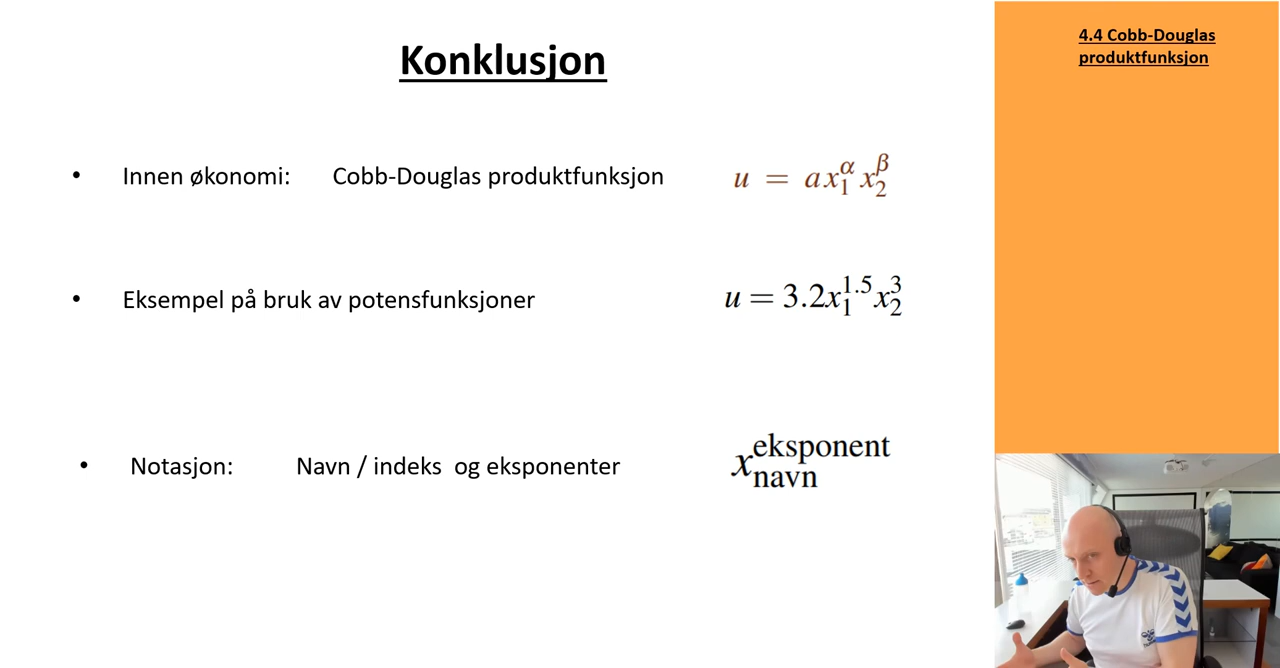 Konklusjon
4.4 Cobb-Douglas
produktfunksjon
• Innen økonomi: Cobb-Douglas produktfunksjon u = ax₁^α x₂^β
• Eksempel på bruk av potensfunksjoner u = 3.2x₁^1.5 x₂^3
• Notasjon: Navn / indeks og eksponenter x_navn^eksponent